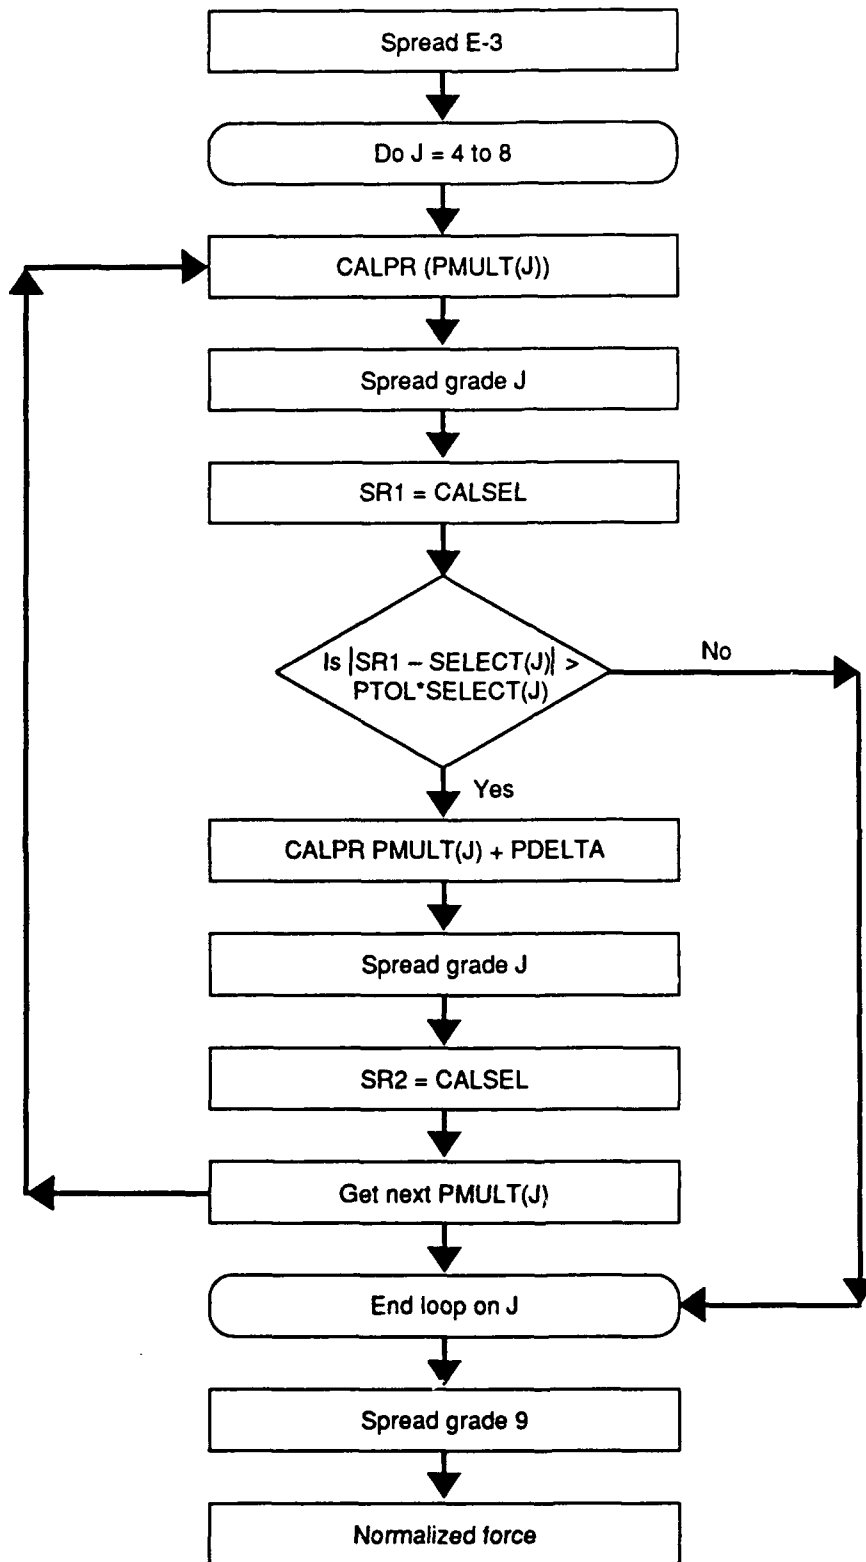 Spread E-3
Do J = 4 to 8
CALPR (PMULT(J))
Spread grade J
SR1 = CALSEL
Is |SR1 – SELECT(J)| >
PTOL*SELECT(J)
No
Yes
CALPR PMULT(J) + PDELTA
Spread grade J
SR2 = CALSEL
Get next PMULT(J)
End loop on J
Spread grade 9
Normalized force